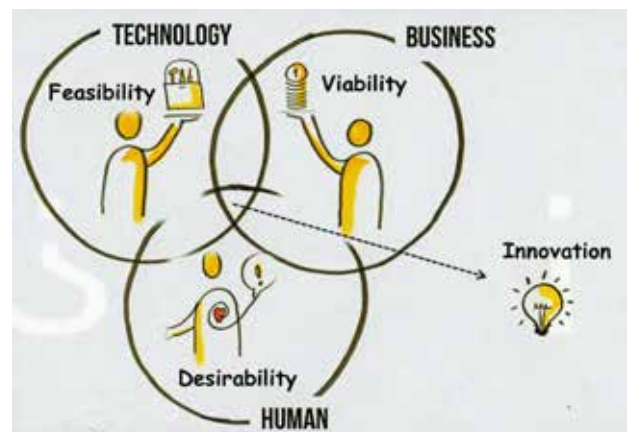 TECHNOLOGY
BUSINESS
Feasibility
Viability
Innovation
Desirability
HUMAN